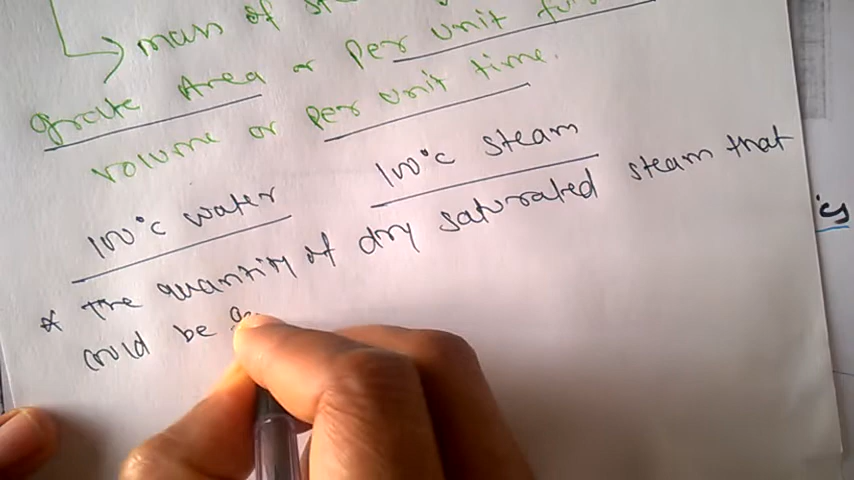 mass of
grate Area or per unit
volume or per unit time.
100°c water 100°c steam
* The quantity of dry saturated steam that
could be